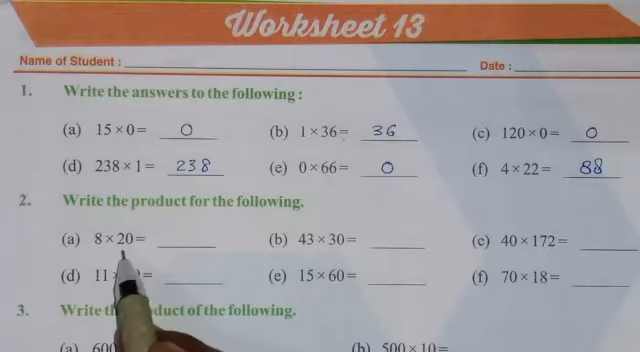 Worksheet 13
Name of Student : Date :
1. Write the answers to the following :
(a) 15 × 0 = 0 (b) 1 × 36 = 36 (c) 120 × 0 = 0
(d) 238 × 1 = 238 (e) 0 × 66 = 0 (f) 4 × 22 = 88
2. Write the product for the following.
(a) 8 × 20 = (b) 43 × 30 = (c) 40 × 172 =
(d) 11 = (e) 15 × 60 = (f) 70 × 18 =
3. Write of the following.
(a) (b) 500 × 10 =